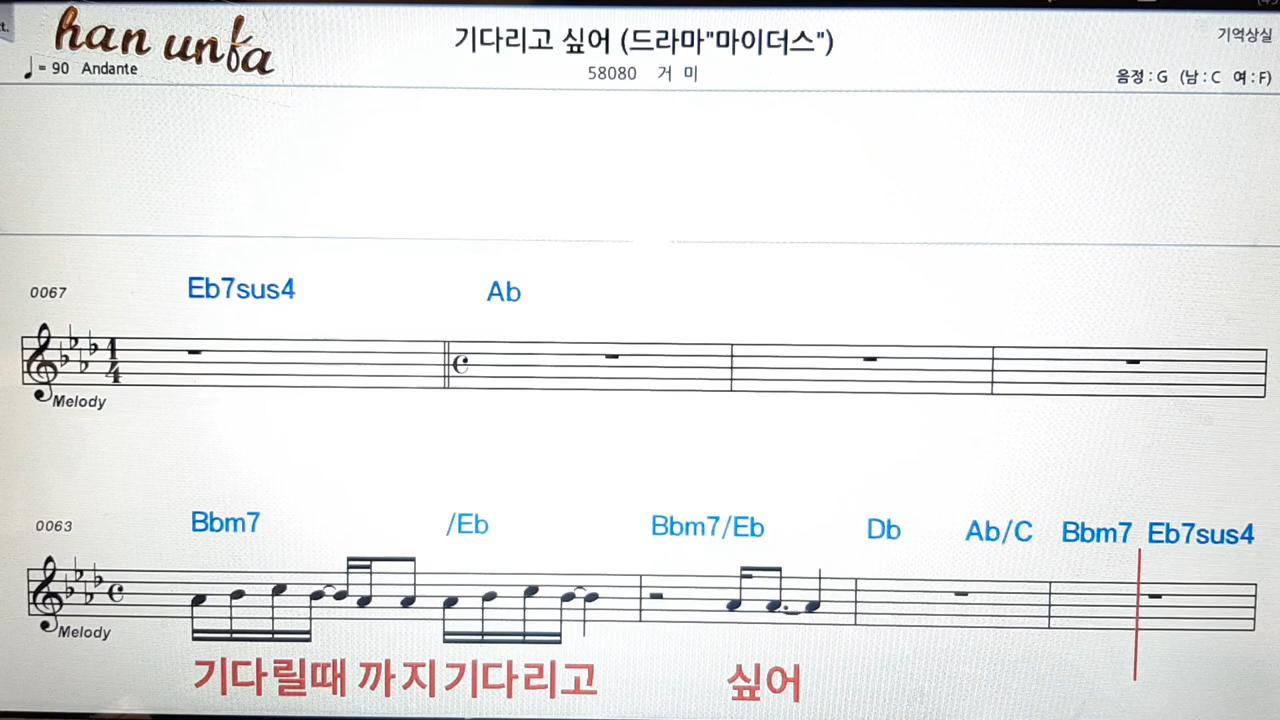 t.
han unfa
기다리고 싶어 (드라마"마이더스")
기억상실
♩= 90 Andante
58080 거 미
음정 : G (남 : C 여 : F)
0067
Eb7sus4 Ab
1
4
Melody
0063
Bbm7 /Eb Bbm7/Eb Db Ab/C Bbm7 Eb7sus4
Melody
기다릴때 까지기다리고 싶어